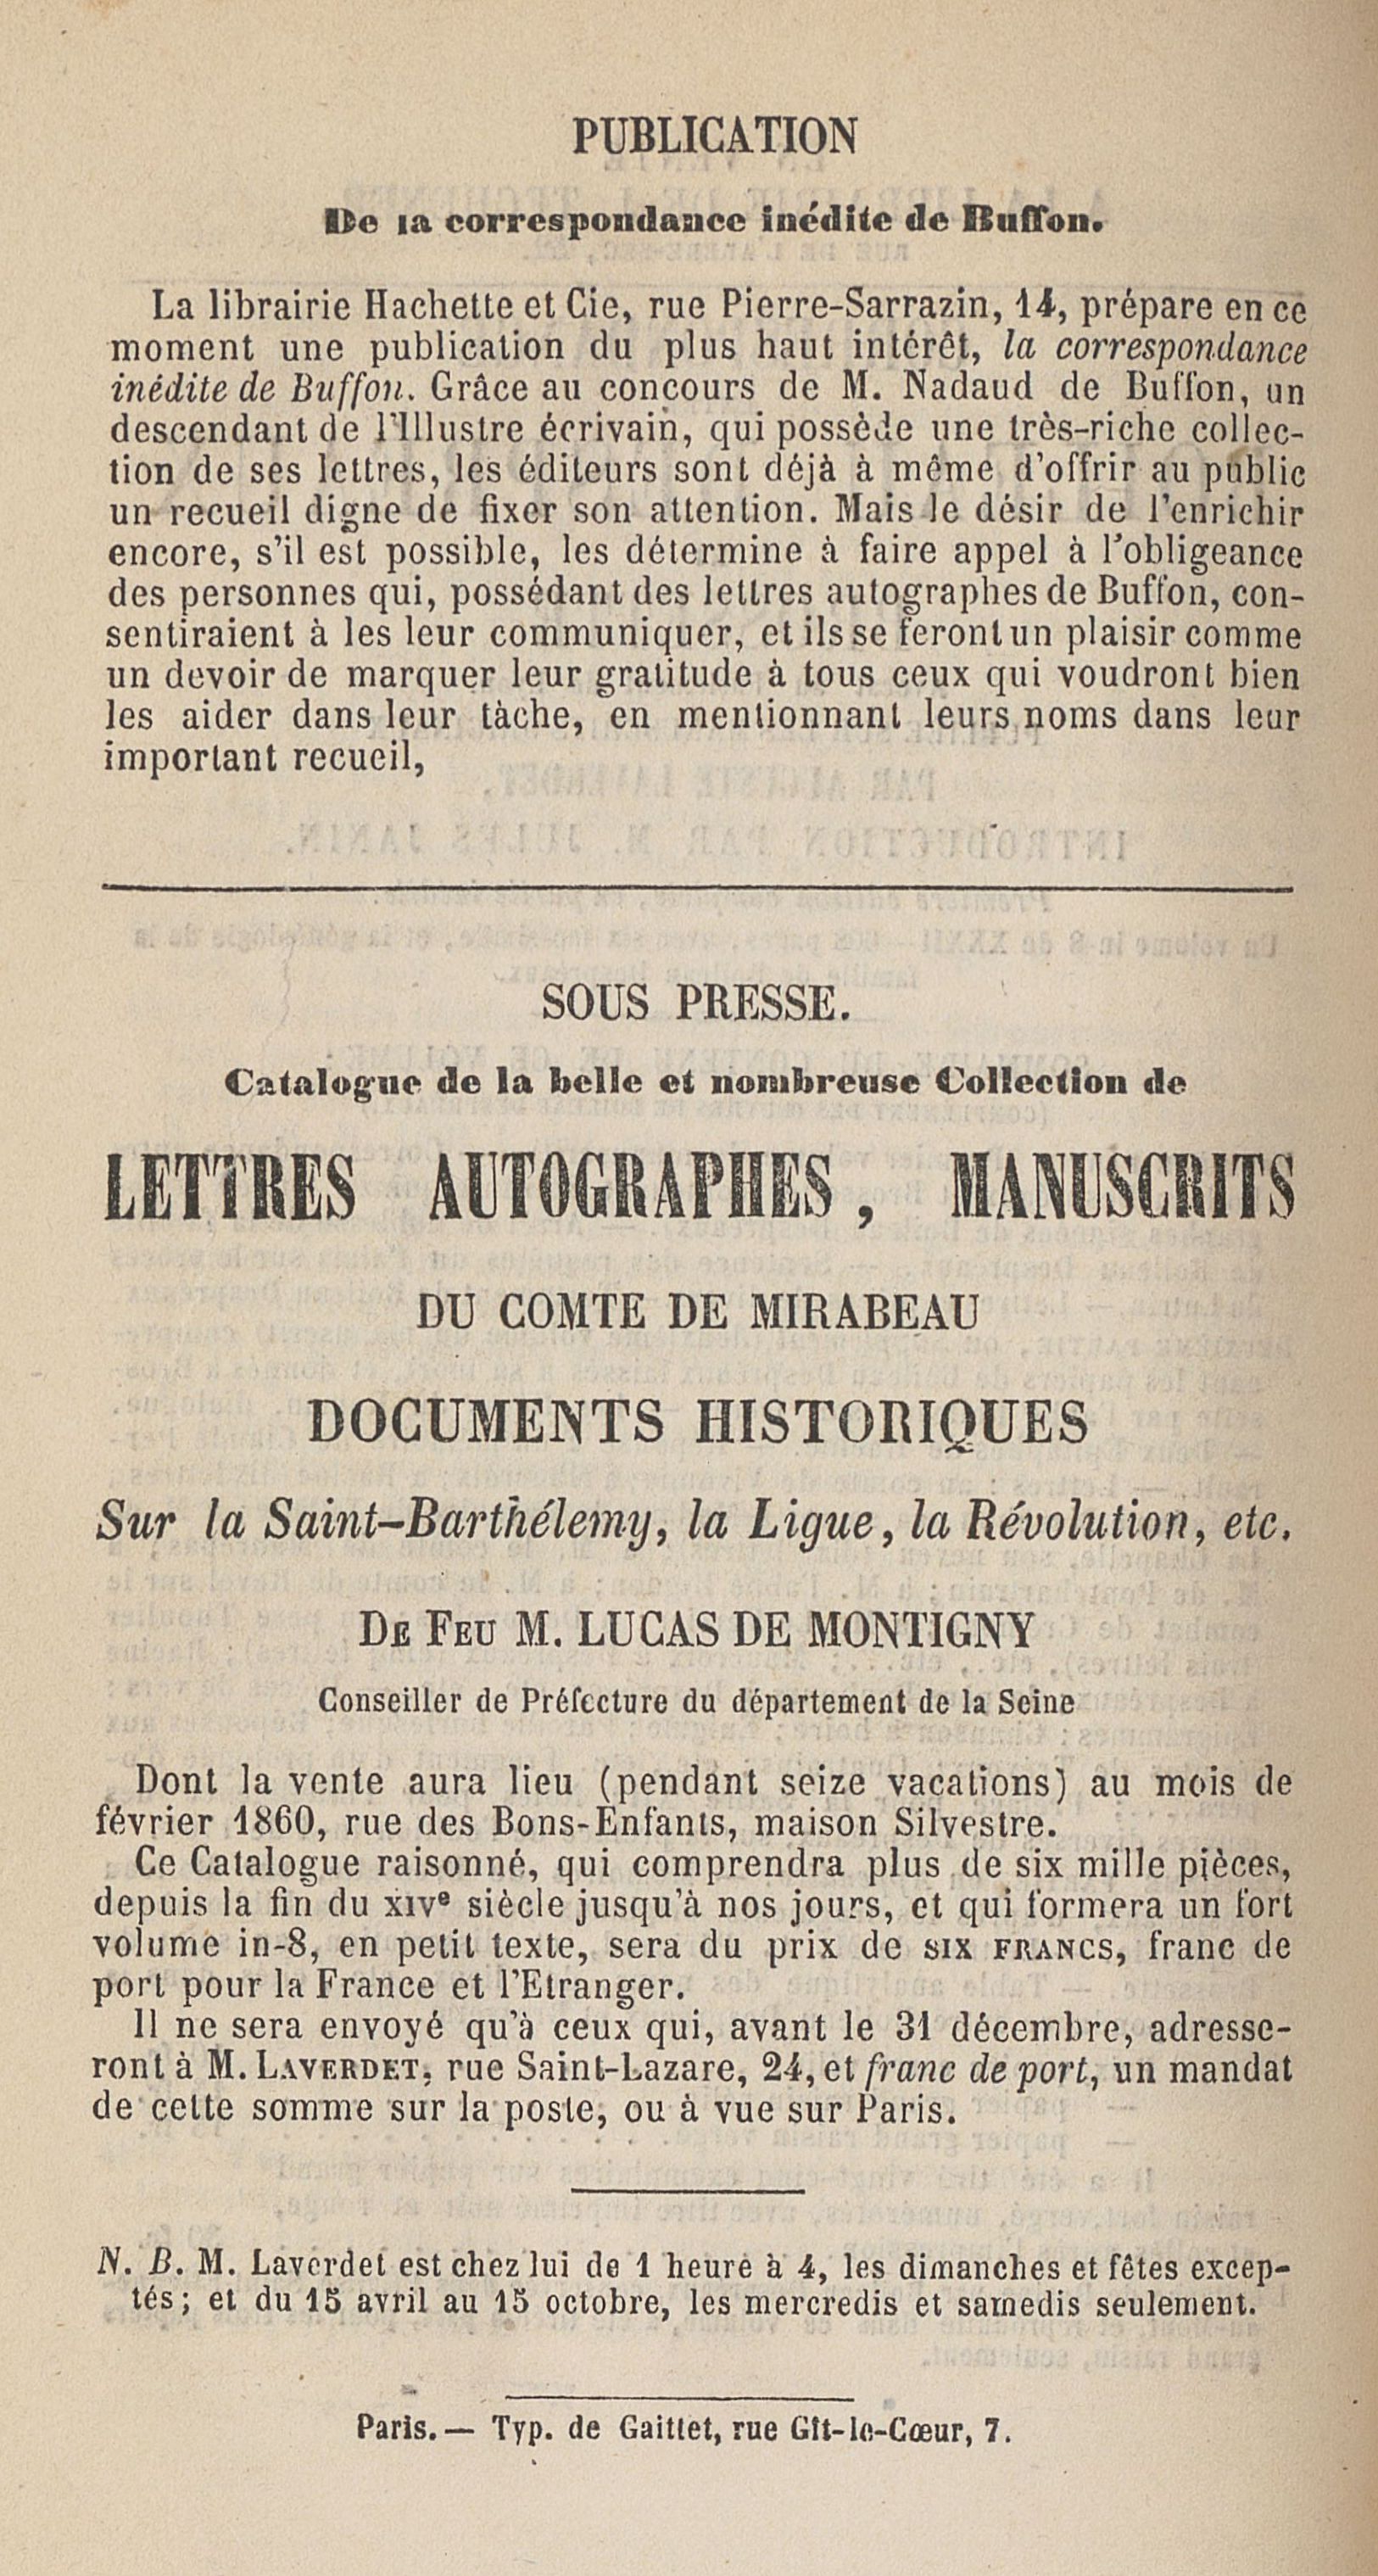 PUBLICATION
De la correspondance inédite de Buffon.
La librairie Hachette et Cie, rue Pierre-Sarrazin, 14, prépare en ce
moment une publication du plus haut intérêt, la correspondance
inédite de Buffon. Grâce au concours de M. Nadaud de Buffon, un
descendant de l'Illustre écrivain, qui possède une très-riche collec-
tion de ses lettres, les éditeurs sont déjà à même d'offrir au public
un recueil digne de fixer son attention. Mais le désir de l'enrichir
encore, s'il est possible, les détermine à faire appel à l'obligeance
des personnes qui, possédant des lettres autographes de Buffon, con-
sentiraient à les leur communiquer, et ils se feront un plaisir comme
un devoir de marquer leur gratitude à tous ceux qui voudront bien
les aider dans leur tâche, en mentionnant leurs noms dans leur
important recueil,
SOUS PRESSE.
Catalogue de la belle et nombreuse Collection de
LETTRES AUTOGRAPHES, MANUSCRITS
DU COMTE DE MIRABEAU
DOCUMENTS HISTORIQUES
Sur la Saint-Barthélemy, la Ligue, la Révolution, etc.
DE FEU M. LUCAS DE MONTIGNY
Conseiller de Préfecture du département de la Seine
Dont la vente aura lieu (pendant seize vacations) au mois de
février 1860, rue des Bons-Enfants, maison Silvestre.
Ce Catalogue raisonné, qui comprendra plus de six mille pièces,
depuis la fin du XIVe siècle jusqu'à nos jours, et qui formera un fort
volume in-8, en petit texte, sera du prix de SIX FRANCS, franc de
port pour la France et l'Etranger.
Il ne sera envoyé qu'à ceux qui, avant le 31 décembre, adresse-
ront à M. LAVERDET, rue Saint-Lazare, 24, et franc de port, un mandat
de cette somme sur la poste, ou à vue sur Paris.
N. B. M. Laverdet est chez lui de 1 heure à 4, les dimanches et fêtes excep-
tés; et du 15 avril au 15 octobre, les mercredis et samedis seulement.
Paris. — Typ. de Gaittet, rue Gît-le-Cœur, 7.